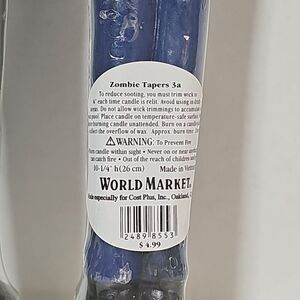 Zombie Tapers 3a
To reduce sooting, you must trim wick to
¼" each time candle is relit. Avoid using in drafty
areas. Do not allow wick trimmings to accumulate
pool. Place candle on temperature-safe surface
burning candle unattended. Burn on a candle
the overflow of wax. Approx. burn time:
⚠WARNING: To Prevent Fire
candle within sight • Never on or near anything
can catch fire • Out of the reach of children and
10-1/4" h (26 cm) Made in Vietnam
WORLD MARKET.
especially for Cost Plus, Inc., Oakland,
2489 8553
$ 4.99